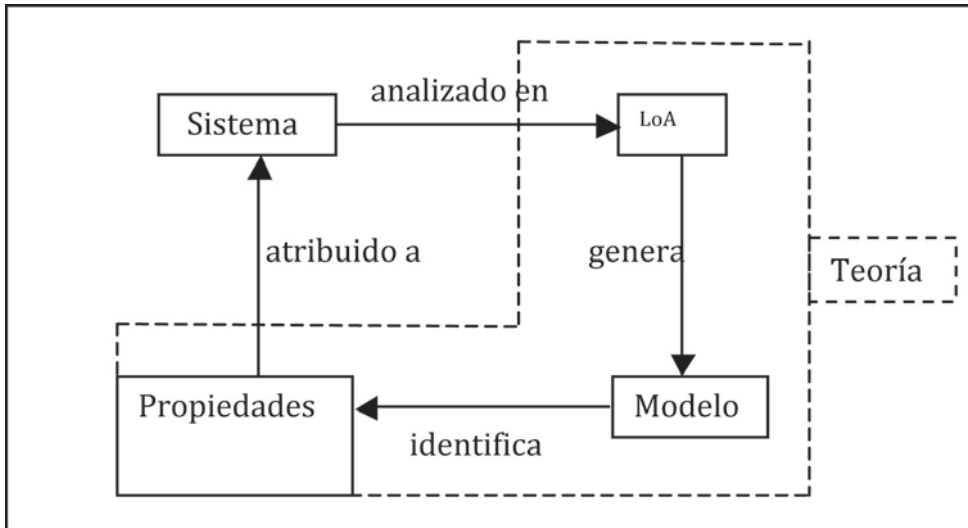 analizado en
Sistema
LoA
atribuido a
genera
Teoría
Propiedades
Modelo
identifica